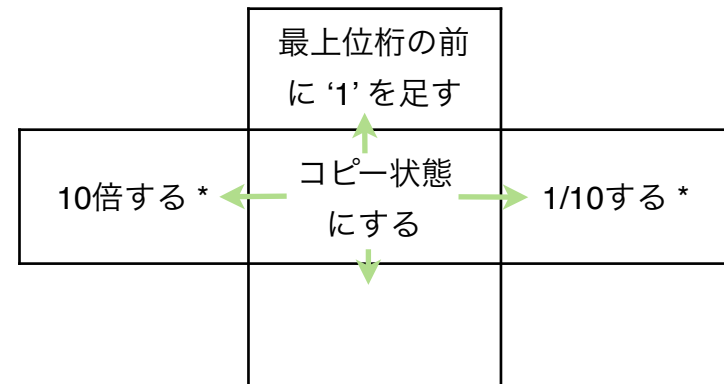 最上位桁の前
に ‘1’ を足す
10倍する *
コピー状態
にする
1/10する *